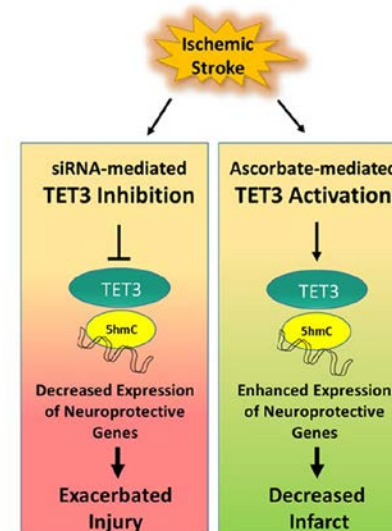 Ischemic
Stroke
siRNA-mediated
TET3 Inhibition
TET3
5hmC
Decreased Expression
of Neuroprotective
Genes
Exacerbated
Injury
Ascorbate-mediated
TET3 Activation
TET3
5hmC
Enhanced Expression
of Neuroprotective
Genes
Decreased
Infarct